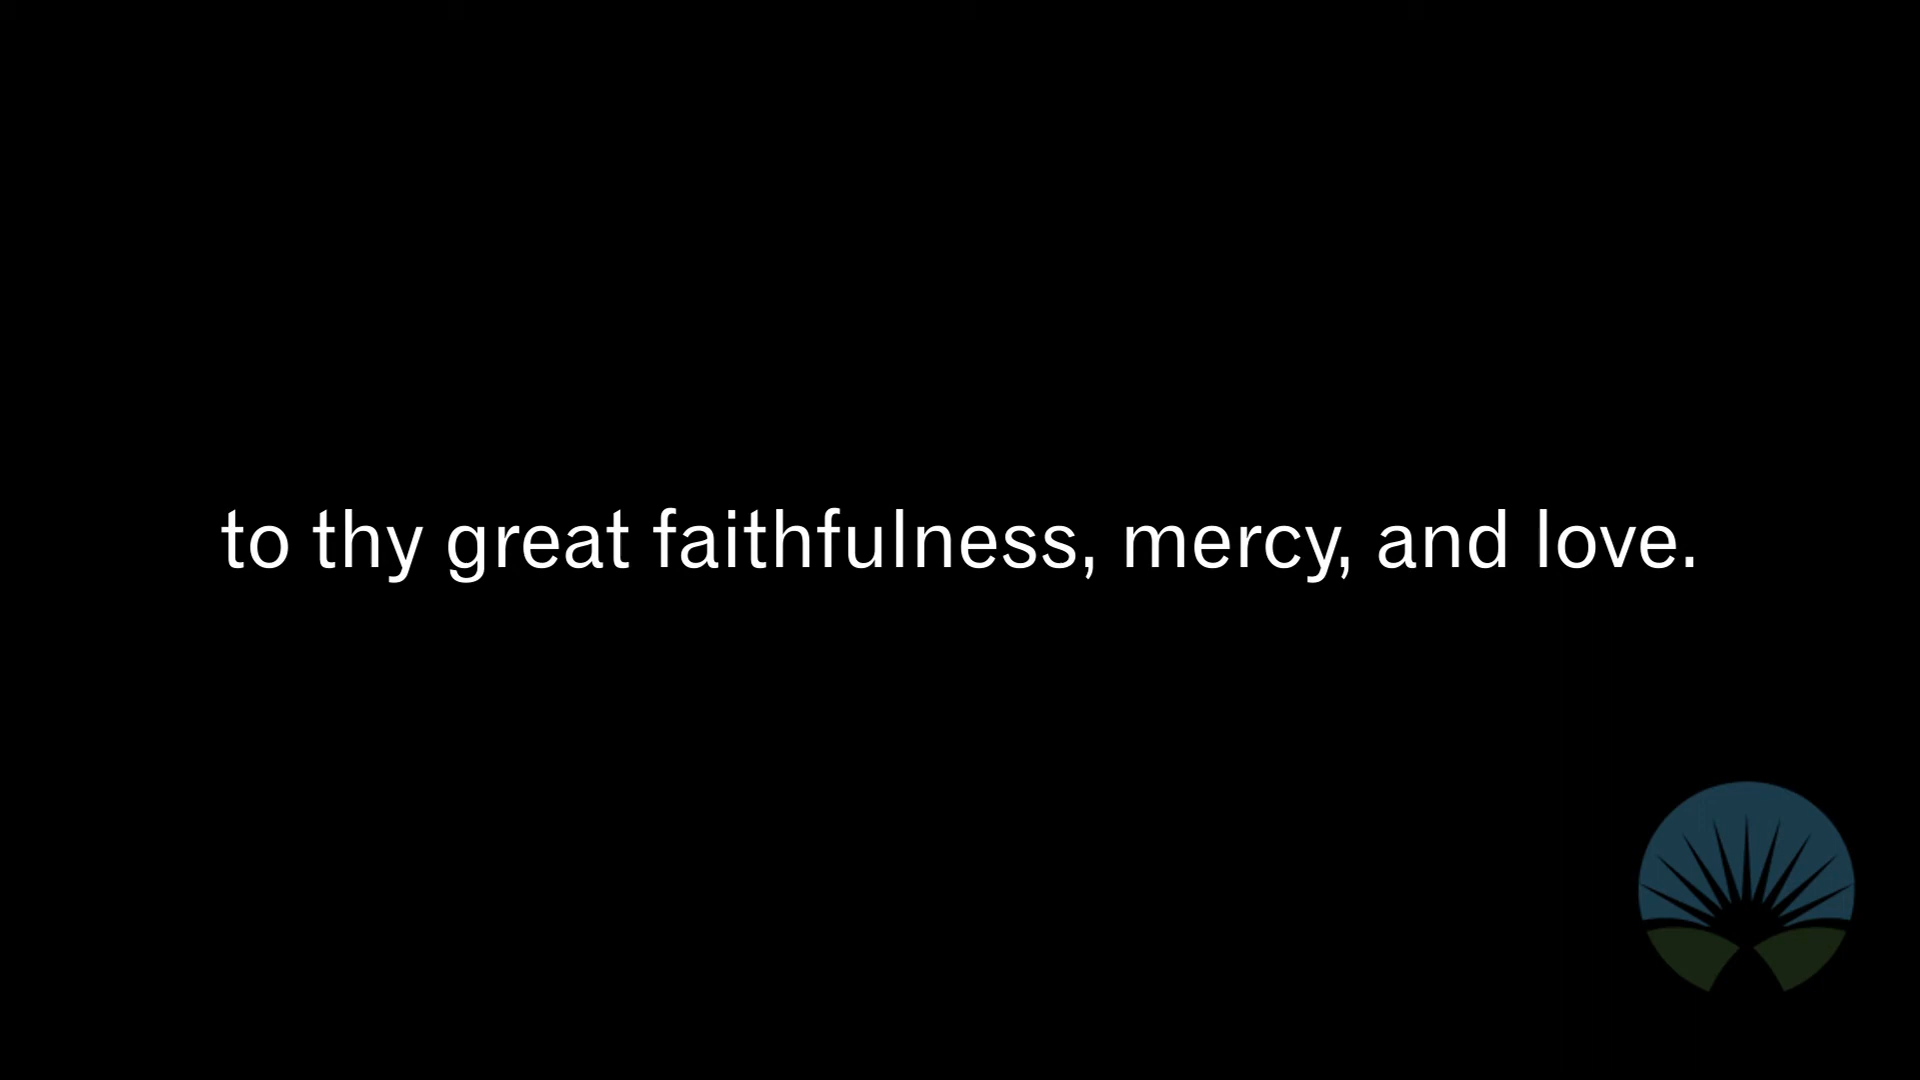 to thy great faithfulness, mercy, and love.